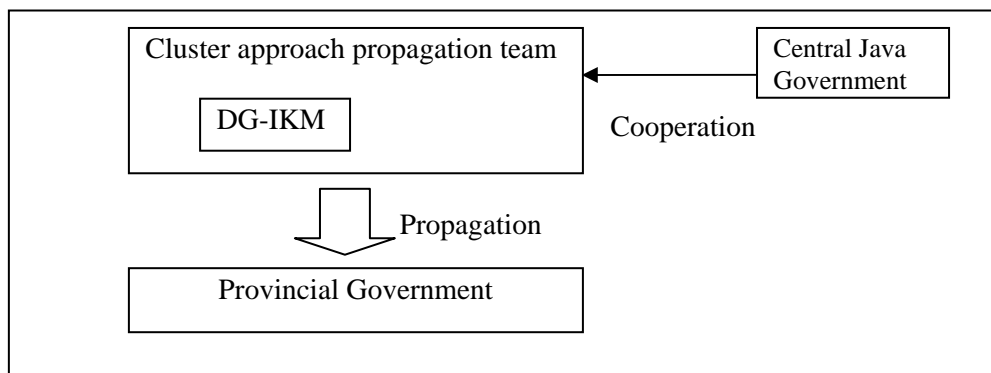 Cluster approach propagation team
DG-IKM
Central Java
Government
Cooperation
Propagation
Provincial Government